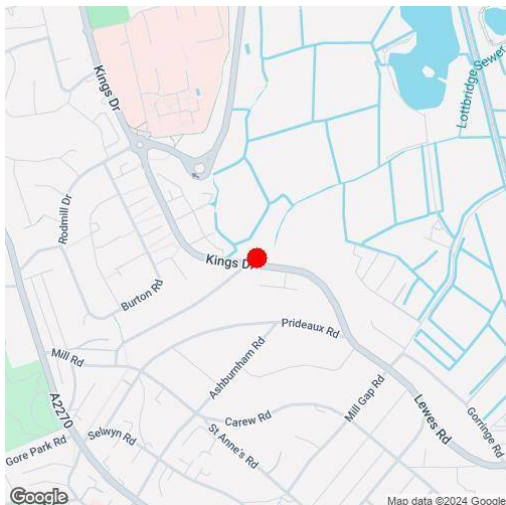 Kings Dr
Lottbridge Sewer
Rodmill Dr
Kings Dr
Burton Rd
Prideaux Rd
Mill Rd
Ashburnham Rd
A2270
Mill Gap Rd
Carew Rd
Lewes Rd
Gorringe Rd
Selwyn Rd
St Anne's Rd
Gore Park Rd
Google
Map data ©2024 Google